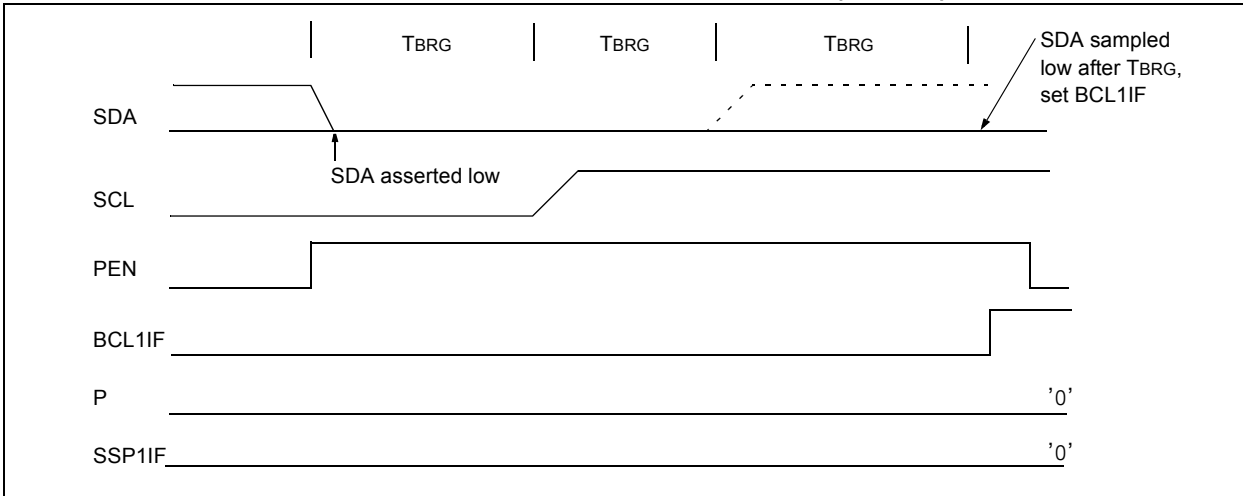 TBRG TBRG TBRG
SDA sampled
low after TBRG,
set BCL1IF
SDA
SDA asserted low
SCL
PEN
BCL1IF
P '0'
SSP1IF '0'